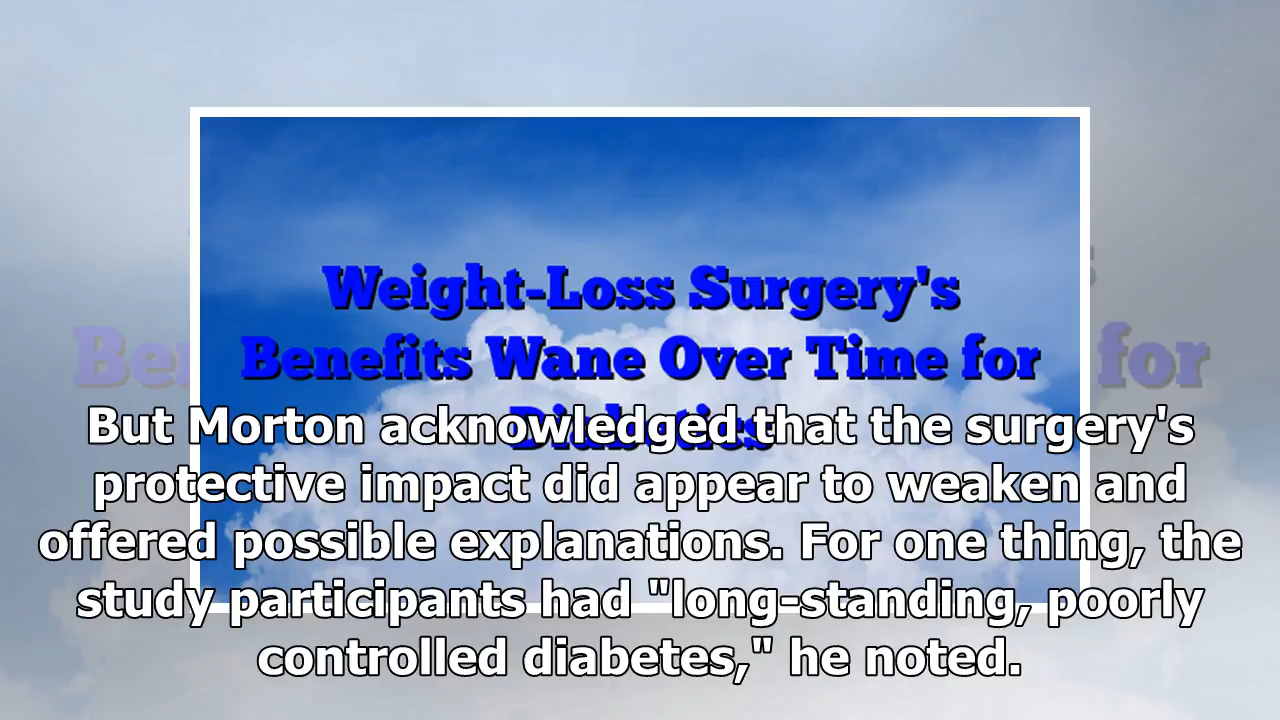 Weight-Loss Surgery's
Benefits Wane Over Time for
Diabetics
But Morton acknowledged that the surgery's
protective impact did appear to weaken and
offered possible explanations. For one thing, the
study participants had "long-standing, poorly
controlled diabetes," he noted.